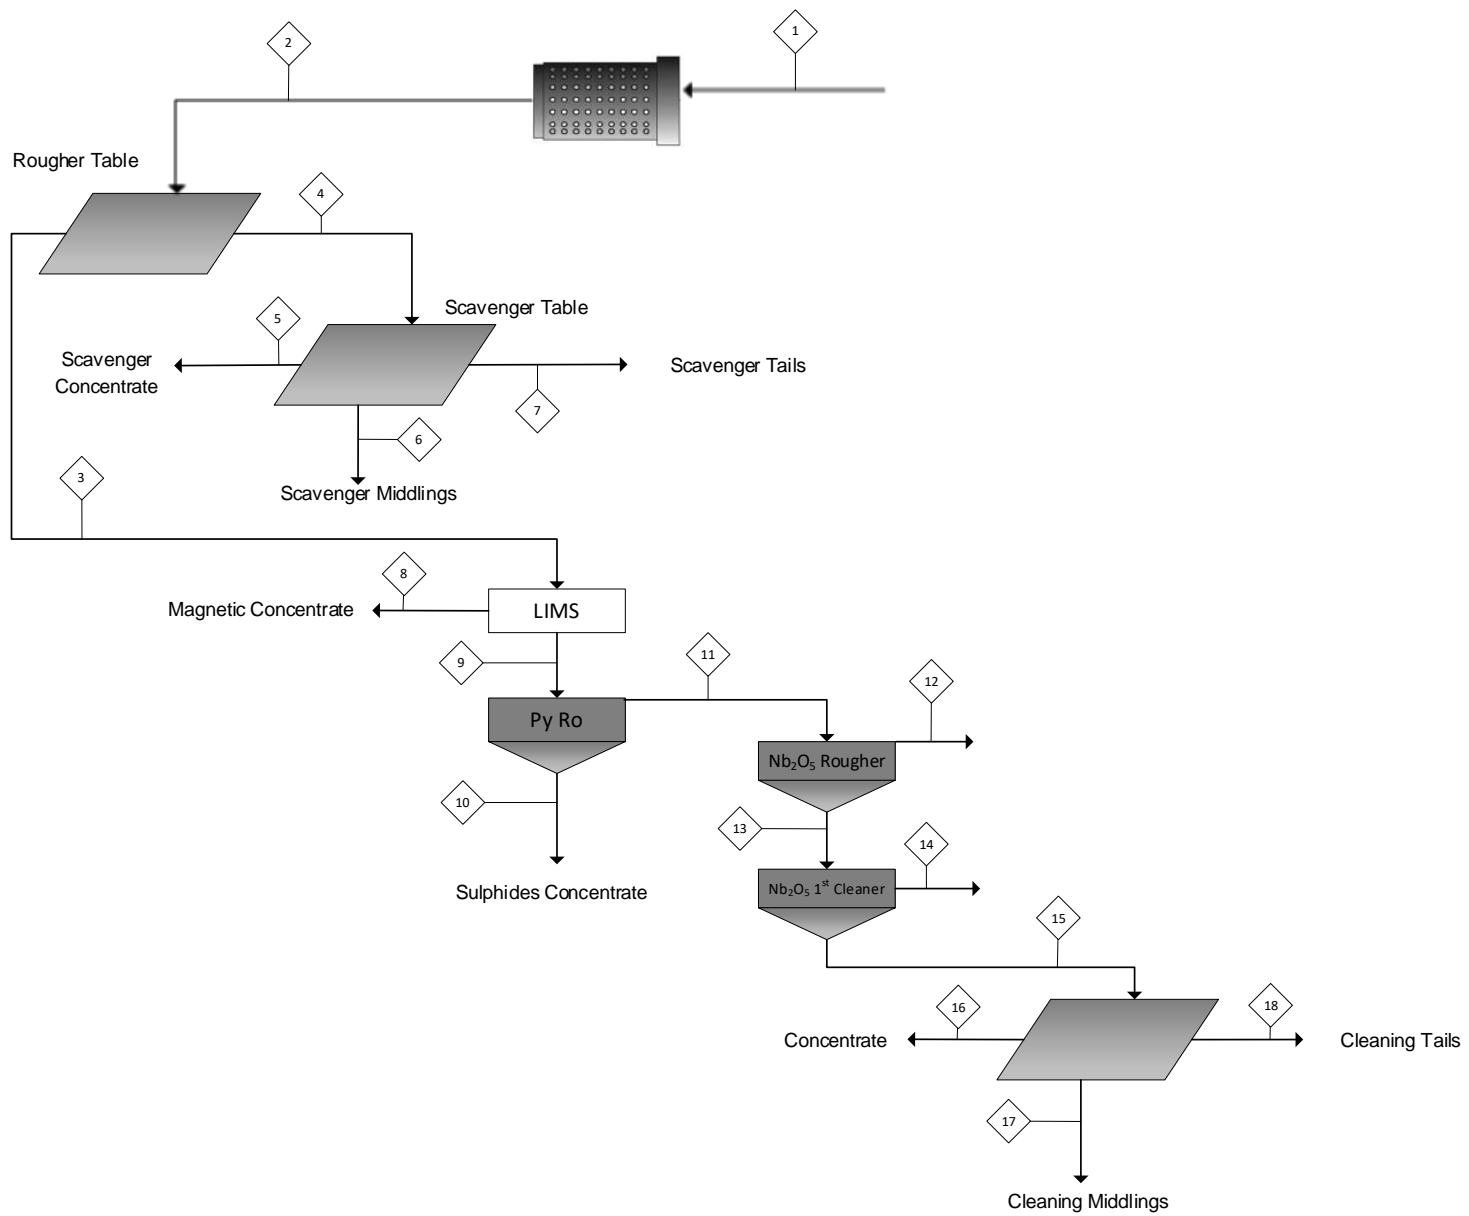 1
2
Rougher Table
4
Scavenger Table
5
Scavenger
Concentrate
Scavenger Tails
7
6
3
Scavenger Middlings
8
Magnetic Concentrate
LIMS
9
11
12
Py Ro
Nb₂O₅ Rougher
10
13
14
Sulphides Concentrate
Nb₂O₅ 1ˢᵗ Cleaner
15
16
18
Concentrate
Cleaning Tails
17
Cleaning Middlings